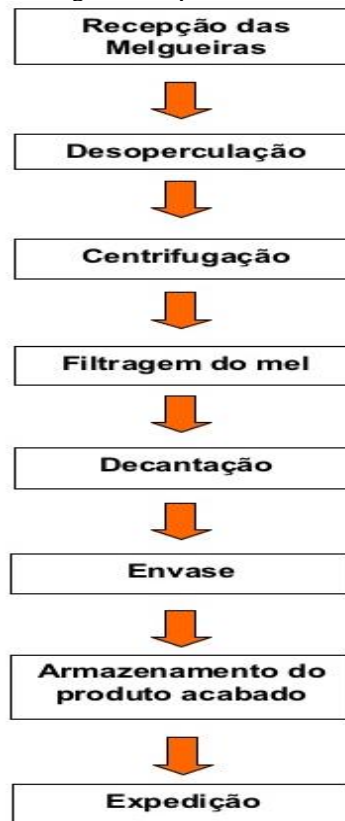 Recepção das
Melgueiras
Desoperculação
Centrifugação
Filtragem do mel
Decantação
Envase
Armazenamento do
produto acabado
Expedição